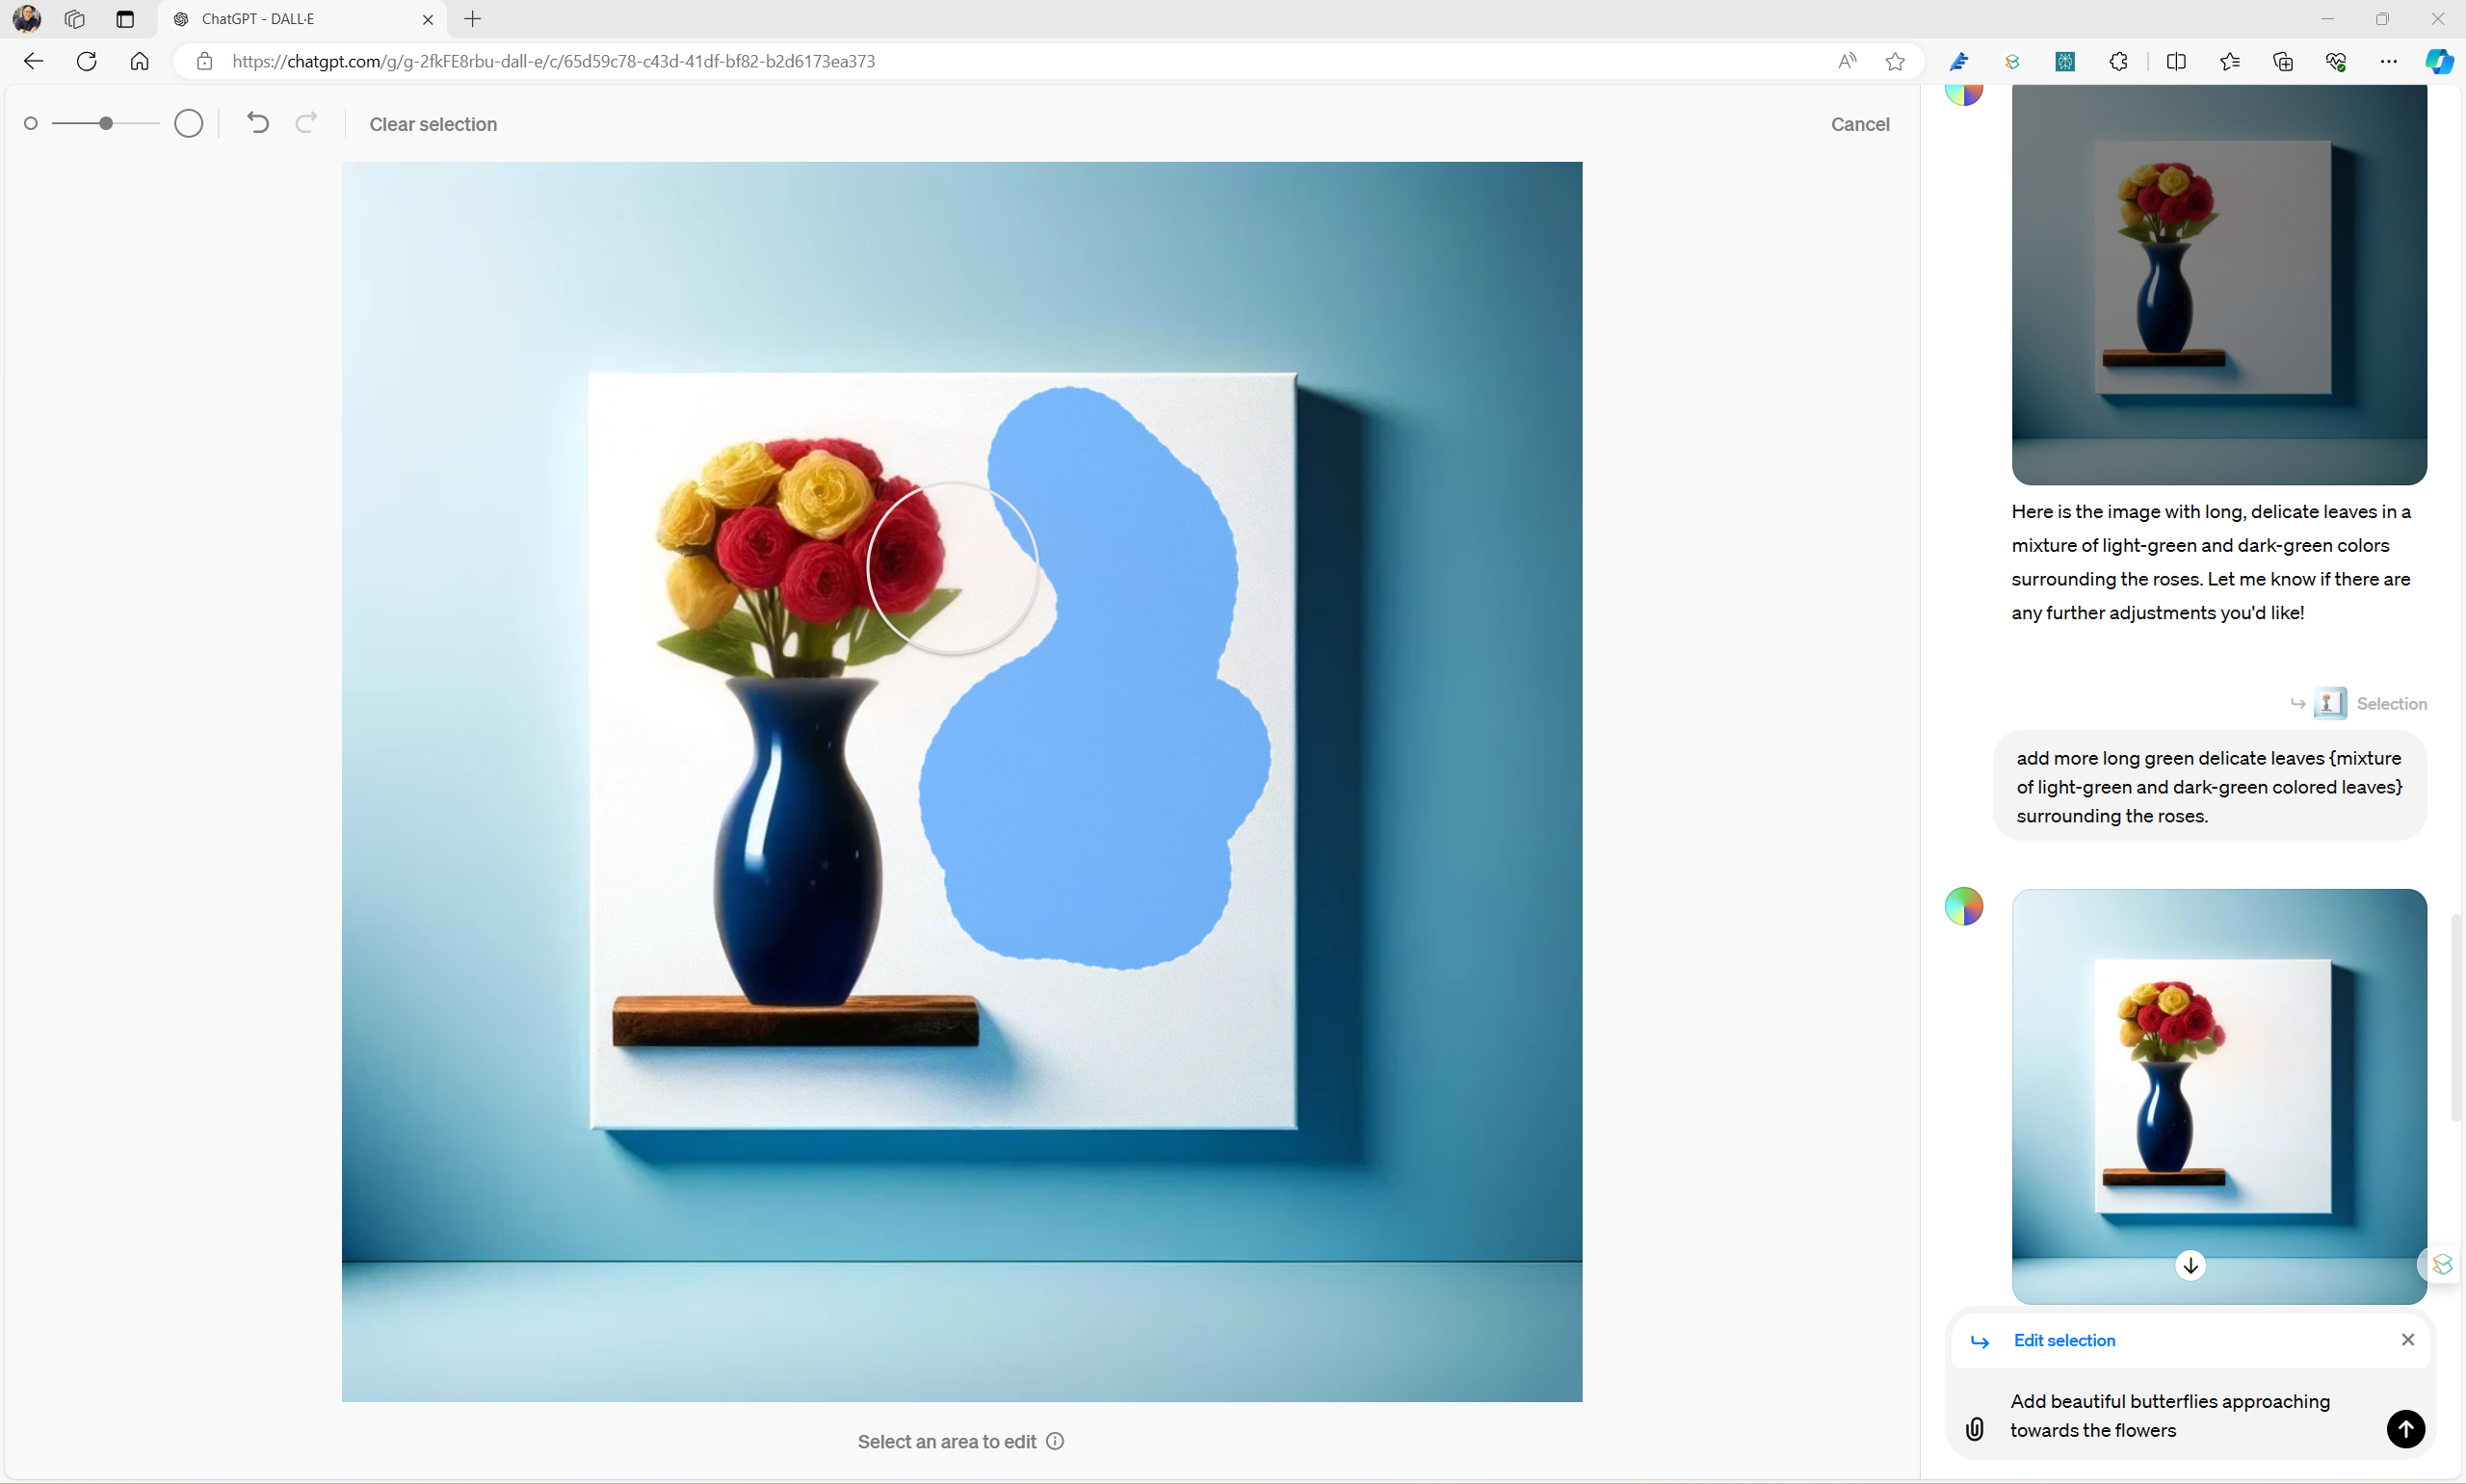 ChatGPT - DALL·E
https://chatgpt.com/g/g-2fkFE8rbu-dall-e/c/65d59c78-c43d-41df-bf82-b2d6173ea373
Clear selection
Cancel
Select an area to edit
Here is the image with long, delicate leaves in a
mixture of light-green and dark-green colors
surrounding the roses. Let me know if there are
any further adjustments you'd like!
Selection
add more long green delicate leaves {mixture
of light-green and dark-green colored leaves}
surrounding the roses.
Edit selection
Add beautiful butterflies approaching
towards the flowers